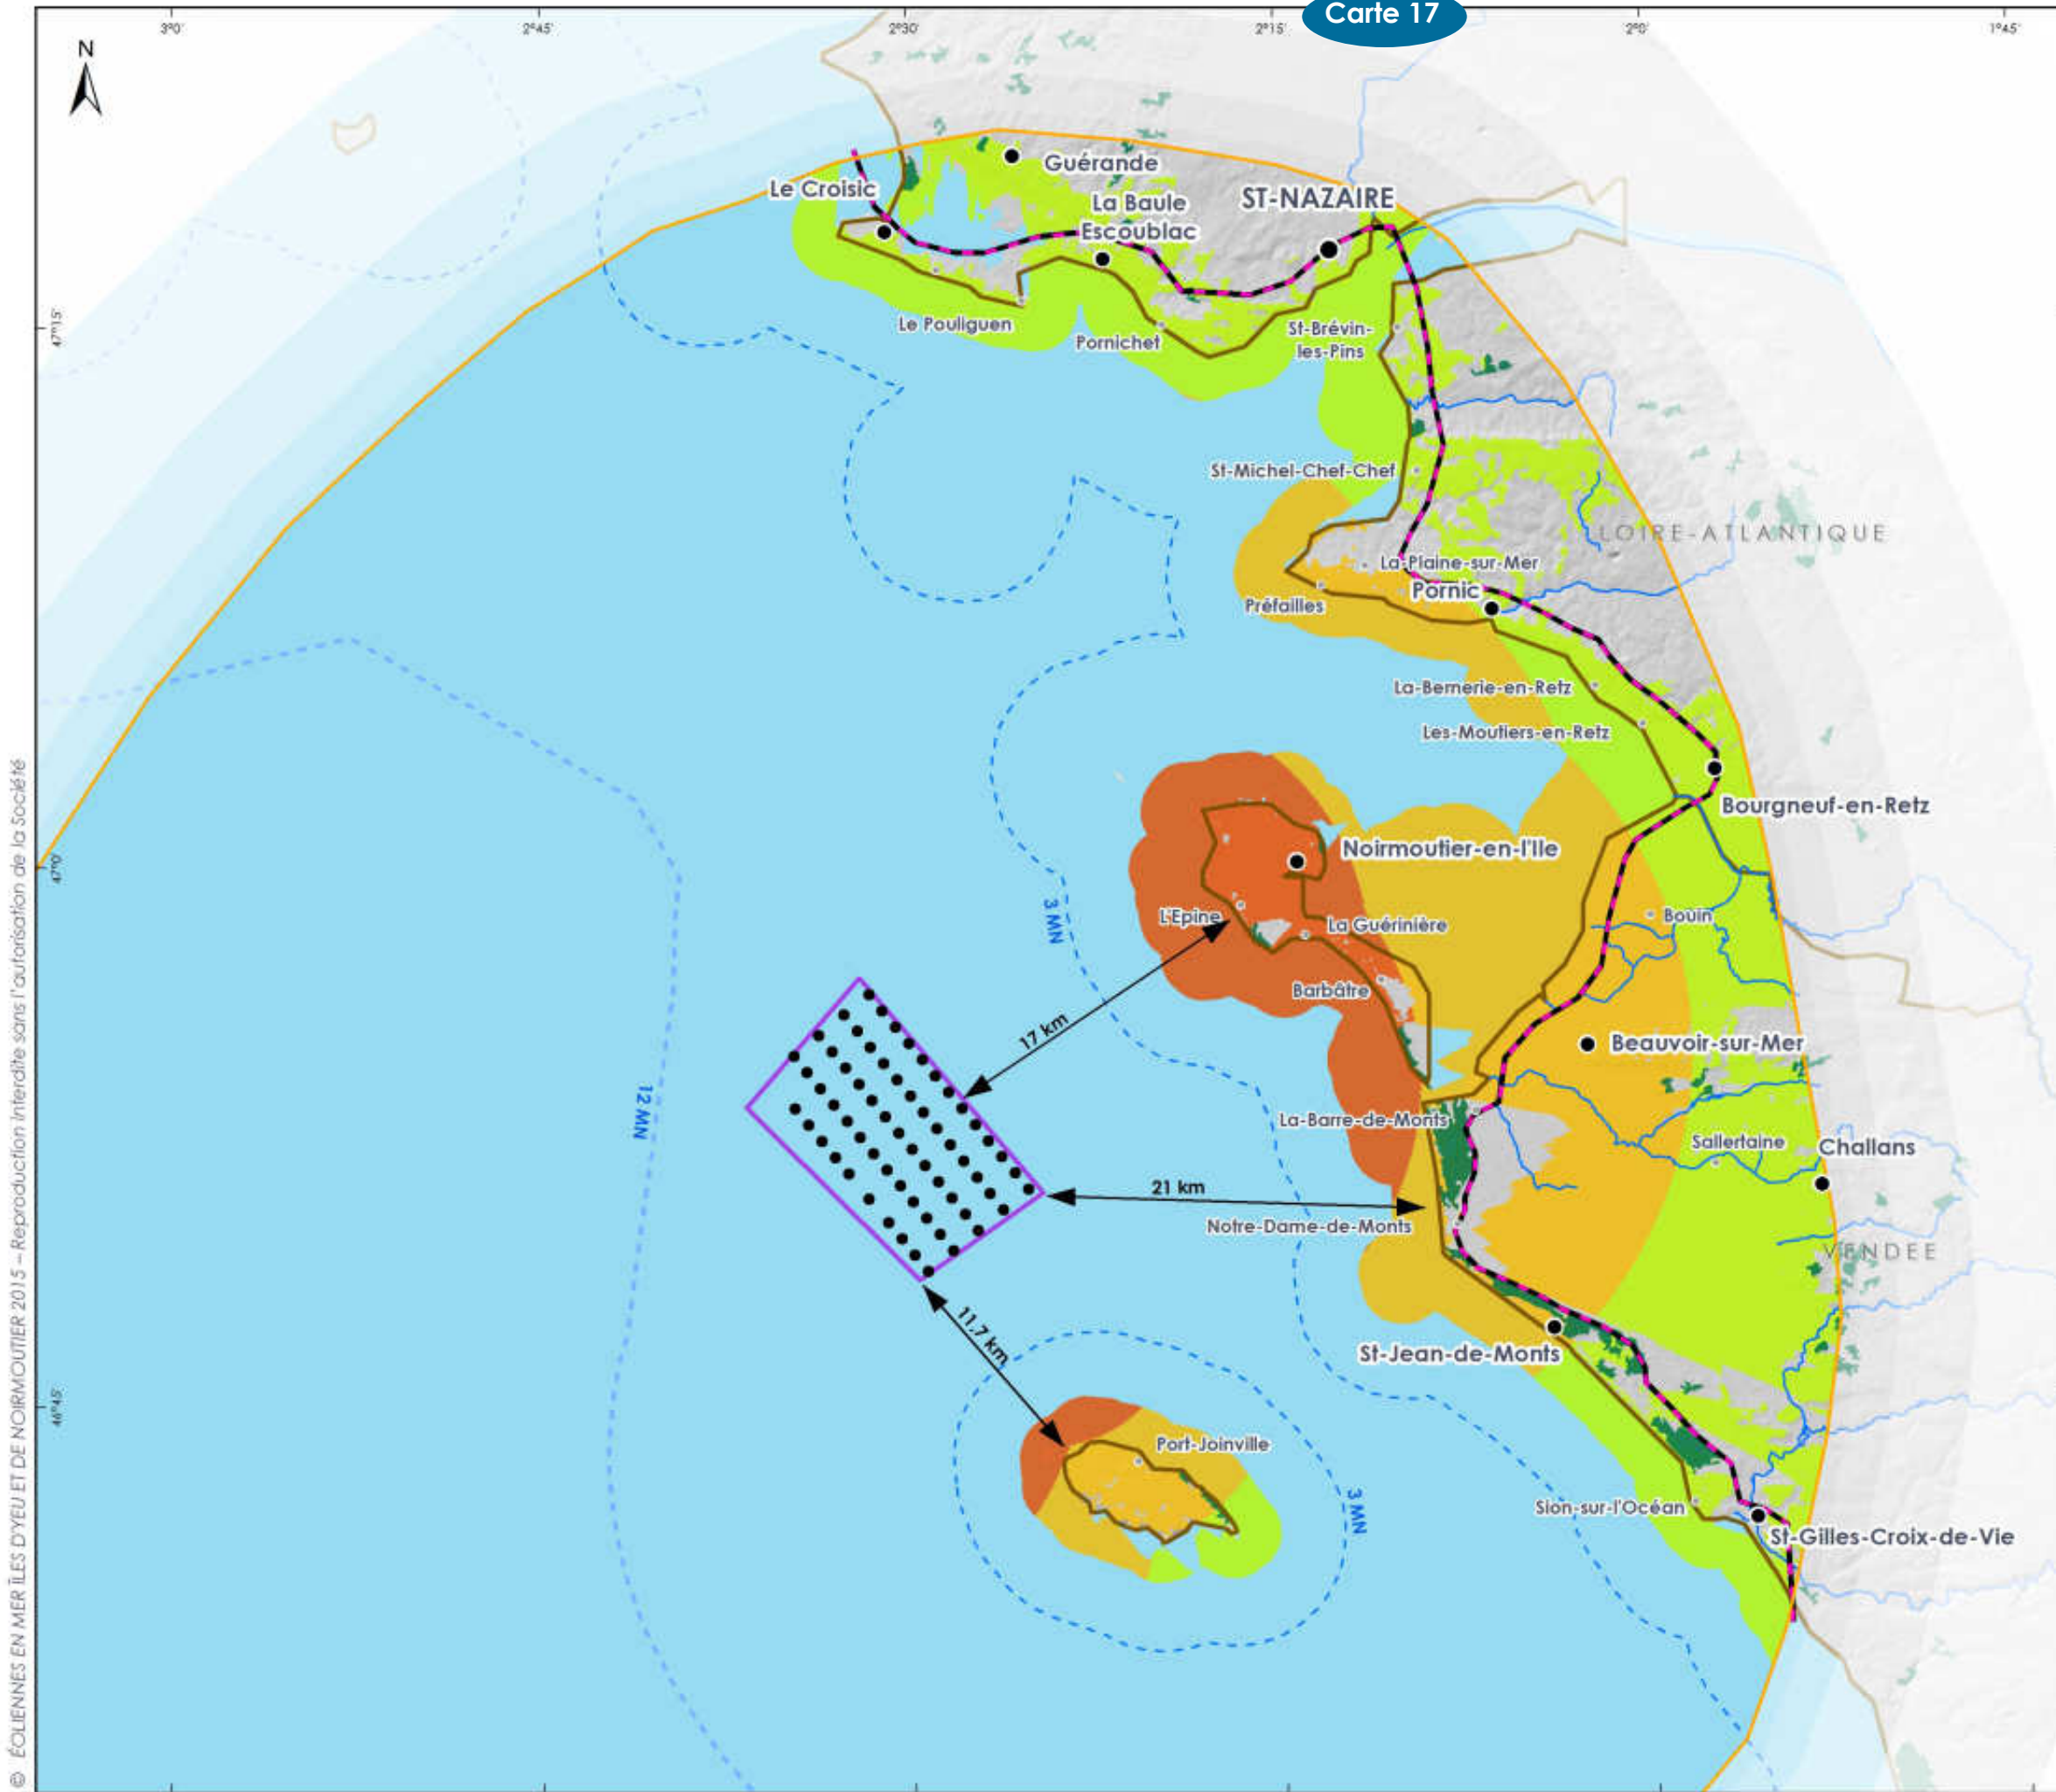 Carte 17
3°0'
2°45'
2°30'
2°15'
2°0'
1°45'
N
Guérande
Le Croisic
La Baule
Escoublac
ST-NAZAIRE
Le Pouliguen
Pornichet
St-Brévin-
les-Pins
47°15'
St-Michel-Chef-Chef
LOIRE-ATLANTIQUE
La-Plaine-sur-Mer
Pornic
Préfailles
La-Bernerie-en-Retz
Les-Moutiers-en-Retz
Bourgneuf-en-Retz
Noirmoutier-en-l'Ile
47°0'
L'Epine
La Guérinière
Bouin
3 MN
Barbâtre
17 km
Beauvoir-sur-Mer
12 MN
La-Barre-de-Monts
Sallertaine
Challans
21 km
Notre-Dame-de-Monts
VENDEE
11,7 km
St-Jean-de-Monts
46°45'
Port-Joinville
3 MN
Sion-sur-l'Océan
St-Gilles-Croix-de-Vie
© ÉOLIENNES EN MER ÎLES D'YEU ET DE NOIRMOUTIER 2015 – Reproduction interdite sans l'autorisation de la Société